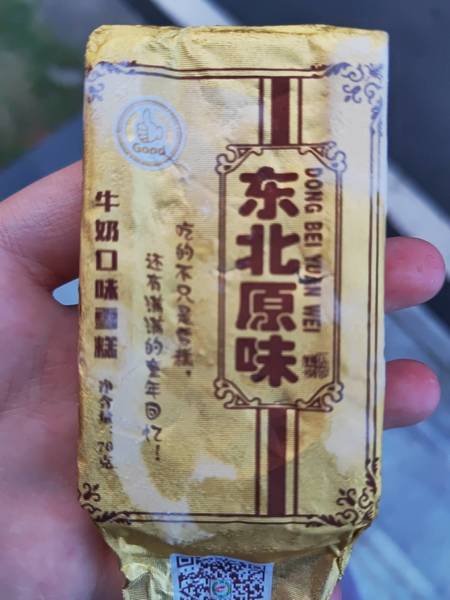 Good
东北原味
DONG BEI YUAN WEI
吃的不只是雪糕,
还有满满的童年回忆!
牛奶口味雪糕
净含量:70克